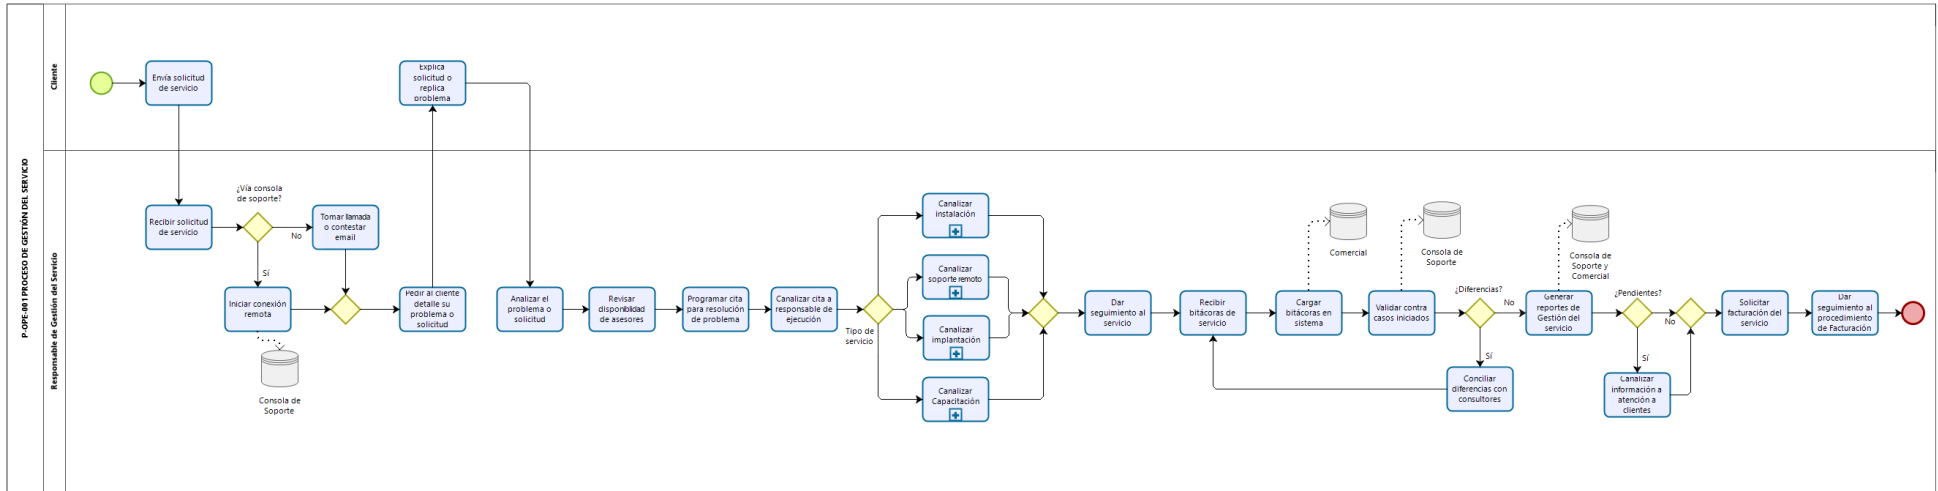 P-OPE-001 PROCESO DE GESTIÓN DEL SERVICIO
Cliente
Envía solicitud
de servicio
Explica
solicitud o
replica
problema
Responsable de Gestión del Servicio
Recibir solicitud
de servicio
¿Vía consola
de soporte?
No
Sí
Tomar llamada
o contestar
email
Iniciar conexión
remota
Consola de
Soporte
Pedir al cliente
detalle su
problema o
solicitud
Analizar el
problema o
solicitud
Revisar
disponiblidad
de asesores
Programar cita
para resolución
de problema
Canalizar cita a
responsable de
ejecución
Tipo de
servicio
Canalizar
instalación
Canalizar
soporte remoto
Canalizar
implantación
Canalizar
Capacitación
Dar
seguimiento al
servicio
Recibir
bitácoras de
servicio
Cargar
bitácoras en
sistema
Comercial
Validar contra
casos iniciados
Consola de
Soporte
¿Diferencias?
No
Sí
Conciliar
diferencias con
consultores
Generar
reportes de
Gestión del
servicio
Consola de
Soporte y
Comercial
¿Pendientes?
No
Sí
Canalizar
información a
atención a
clientes
Solicitar
facturación del
servicio
Dar
seguimiento al
procedimiento
de Facturación